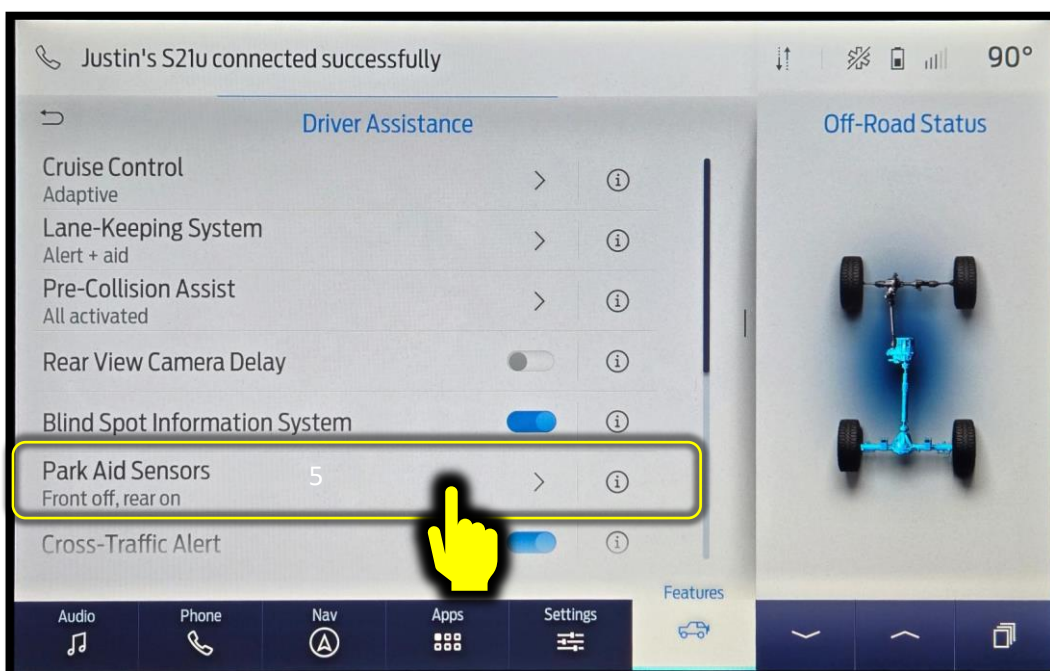 Justin's S21u connected successfully
90°
Driver Assistance
Off-Road Status
Cruise Control
Adaptive
Lane-Keeping System
Alert + aid
Pre-Collision Assist
All activated
Rear View Camera Delay
Blind Spot Information System
Park Aid Sensors
5
Front off, rear on
Cross-Traffic Alert
Features
Audio
Phone
Nav
Apps
Settings